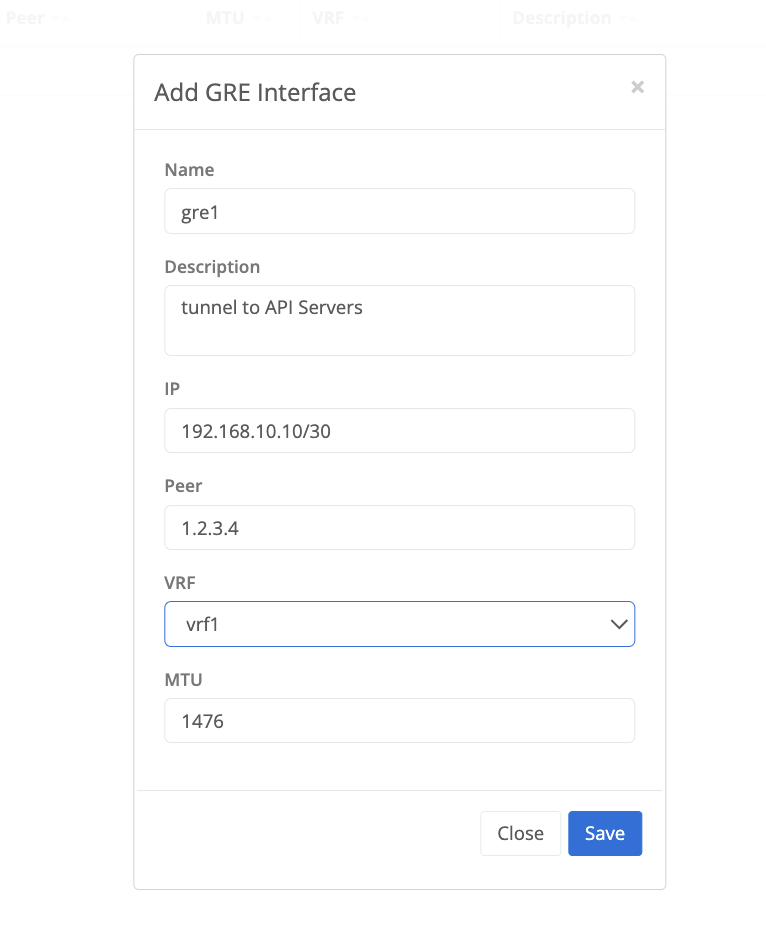 Peer MTU VRF Description
Add GRE Interface ×
Name
gre1
Description
tunnel to API Servers
IP
192.168.10.10/30
Peer
1.2.3.4
VRF
vrf1
MTU
1476
Close Save